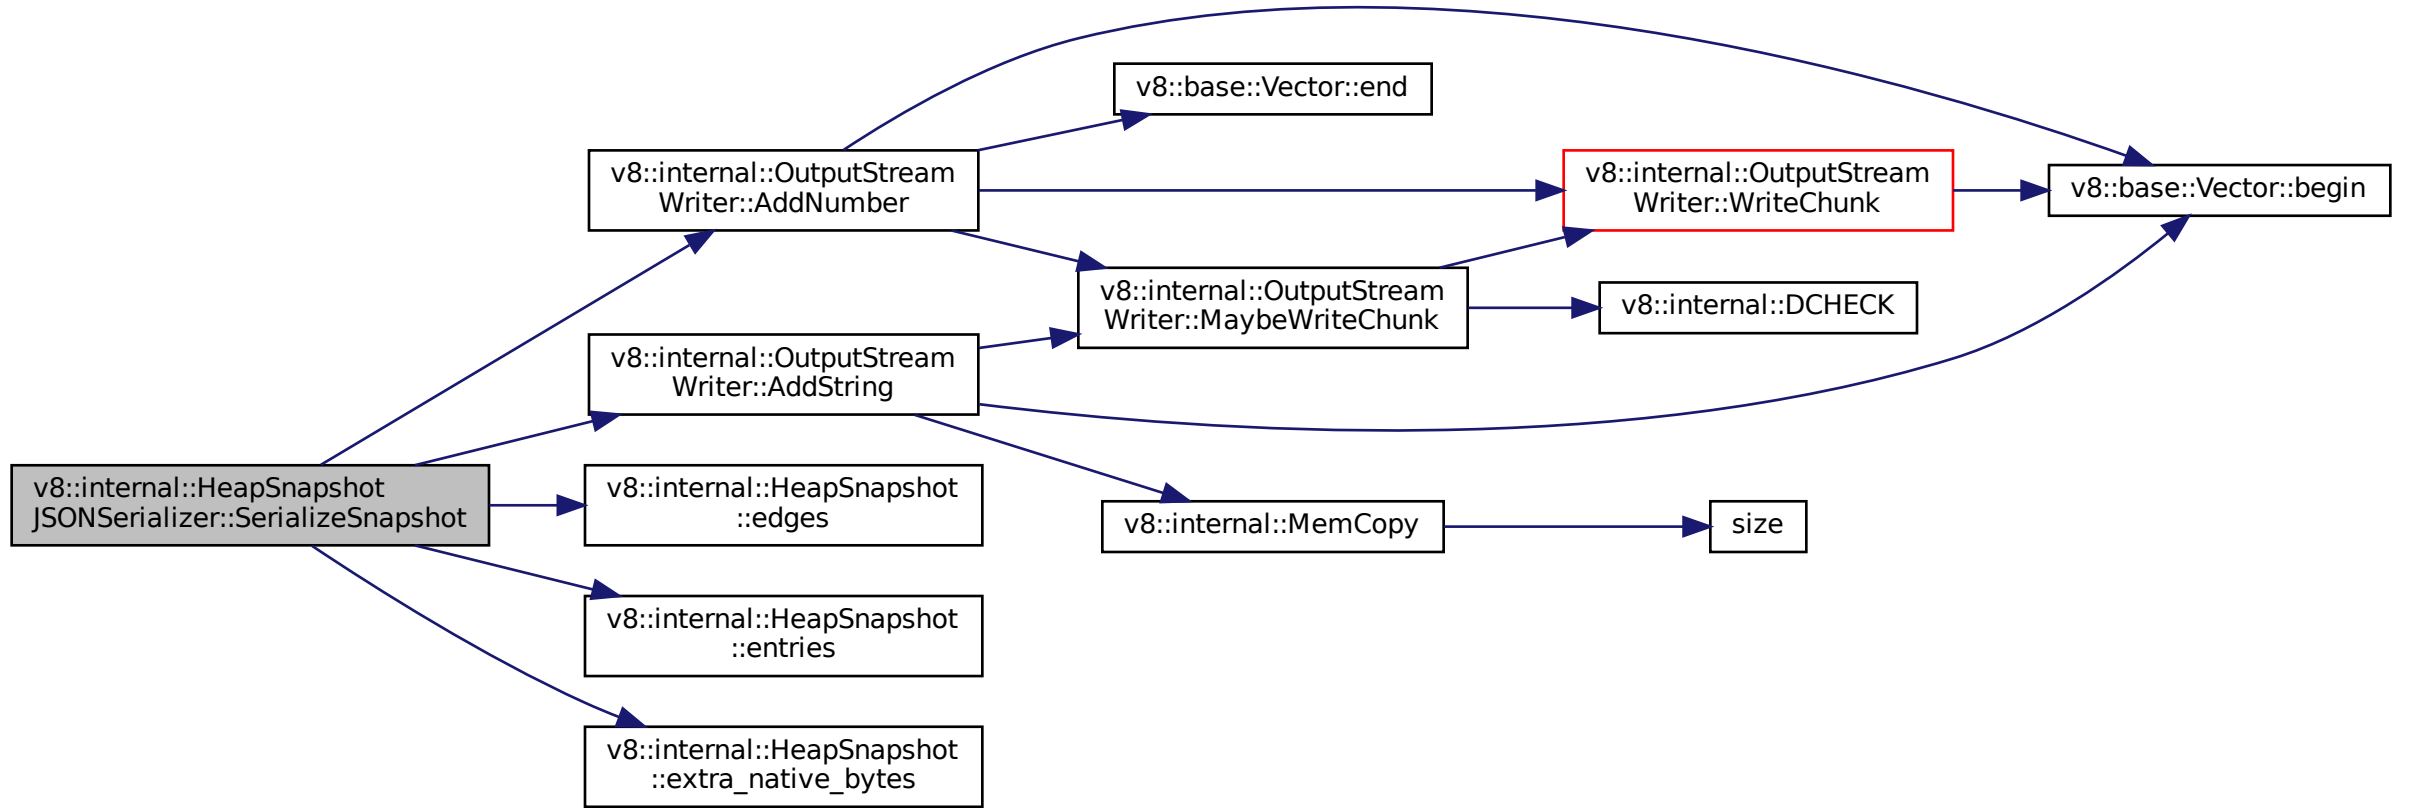 v8::internal::HeapSnapshot
JSONSerializer::SerializeSnapshot
v8::internal::OutputStream
Writer::AddNumber
v8::internal::OutputStream
Writer::AddString
v8::internal::HeapSnapshot
::edges
v8::internal::HeapSnapshot
::entries
v8::internal::HeapSnapshot
::extra_native_bytes
v8::base::Vector::end
v8::internal::OutputStream
Writer::MaybeWriteChunk
v8::internal::MemCopy
v8::internal::OutputStream
Writer::WriteChunk
v8::internal::DCHECK
size
v8::base::Vector::begin